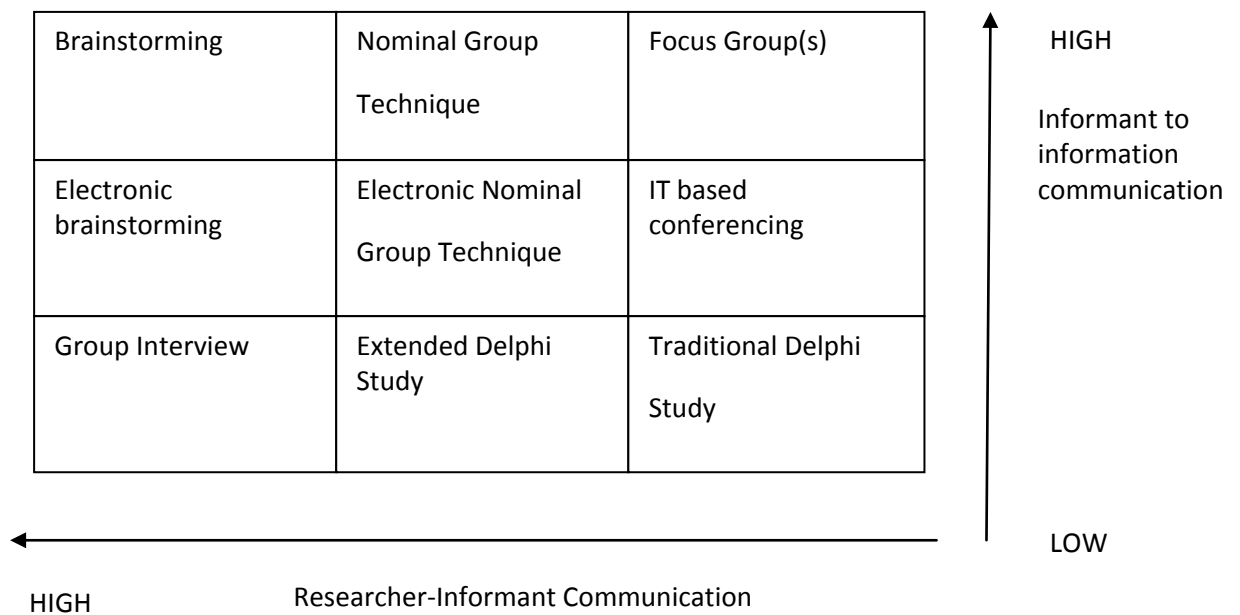 Brainstorming
Nominal Group
Technique
Focus Group(s)
Electronic
brainstorming
Electronic Nominal
Group Technique
IT based
conferencing
Group Interview
Extended Delphi
Study
Traditional Delphi
Study
HIGH
Informant to
information
communication
LOW
HIGH
Researcher-Informant Communication